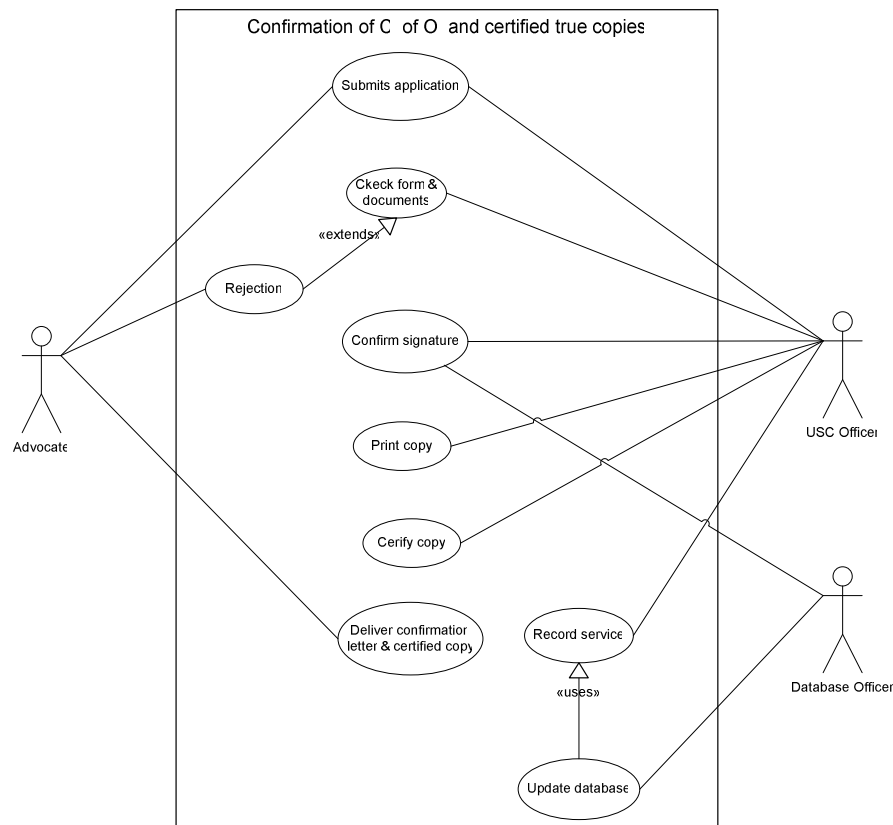 Confirmation of C of O and certified true copies
Submits application
Ckeck form &
documents
«extends»
Rejection
Confirm signature
Advocate
USC Officer
Print copy
Cerify copy
Deliver confirmation
letter & certified copy
Record service
Database Officer
«uses»
Update database